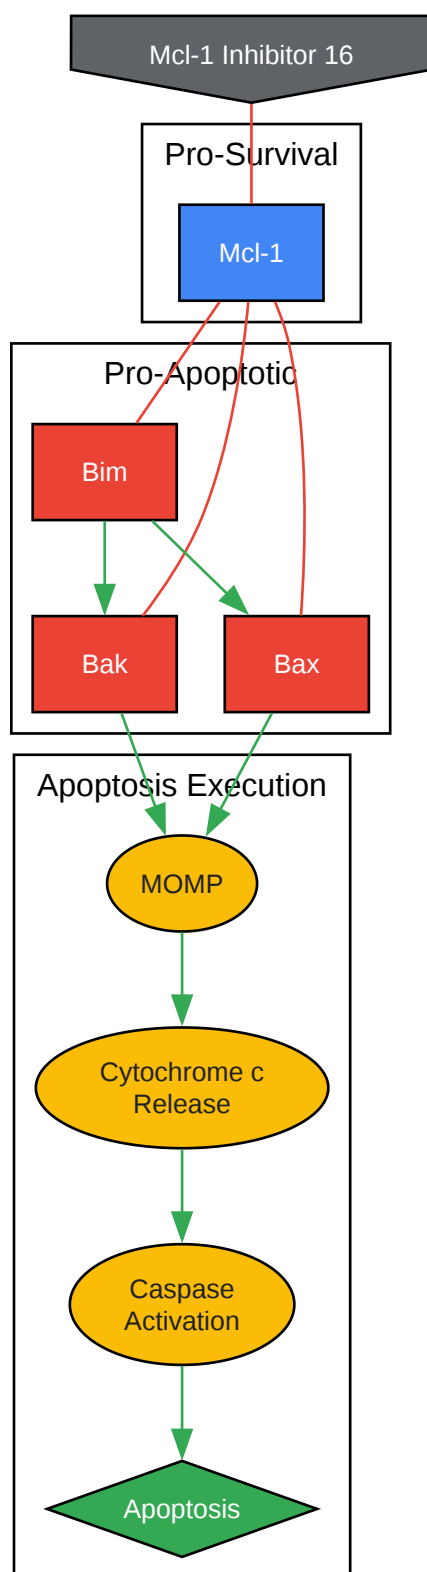 Mcl-1 Inhibitor 16
Pro-Survival
Mcl-1
Pro-Apoptotic
Bim
Bak
Bax
Apoptosis Execution
MOMP
Cytochrome c
Release
Caspase
Activation
Apoptosis